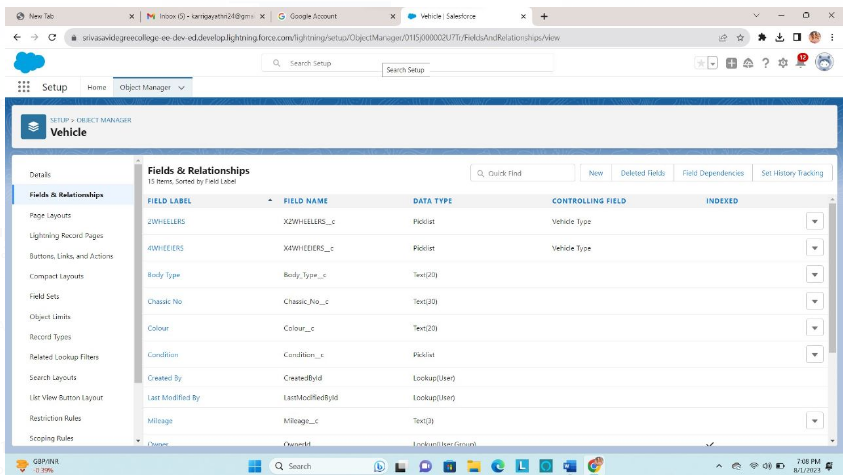 New Tab
Inbox (5) - karrigayathri24@gmai
Google Account
Vehicle | Salesforce
srivasavidegreecollege-ee-dev-ed.develop.lightning.force.com/lightning/setup/ObjectManager/01I5j000002U7Tr/FieldsAndRelationships/view
Search Setup
Search Setup
12
Setup Home Object Manager
SETUP > OBJECT MANAGER
Vehicle
Details
Fields & Relationships
Page Layouts
Lightning Record Pages
Buttons, Links, and Actions
Compact Layouts
Field Sets
Object Limits
Record Types
Related Lookup Filters
Search Layouts
List View Button Layout
Restriction Rules
Scoping Rules
Fields & Relationships
15 Items, Sorted by Field Label
Quick Find
New Deleted Fields Field Dependencies Set History Tracking
FIELD LABEL FIELD NAME DATA TYPE CONTROLLING FIELD INDEXED
2WHEELERS X2WHEELERS__c Picklist Vehicle Type
4WHEElERS X4WHEElERS__c Picklist Vehicle Type
Body Type Body_Type__c Text(20)
Chassic No Chassic_No__c Text(30)
Colour Colour__c Text(20)
Condition Condition__c Picklist
Created By CreatedById Lookup(User)
Last Modified By LastModifiedById Lookup(User)
Mileage Mileage__c Text(3)
Owner OwnerId Lookup(User,Group)
GBP/INR
-0.39%
Search
7:08 PM
8/1/2023